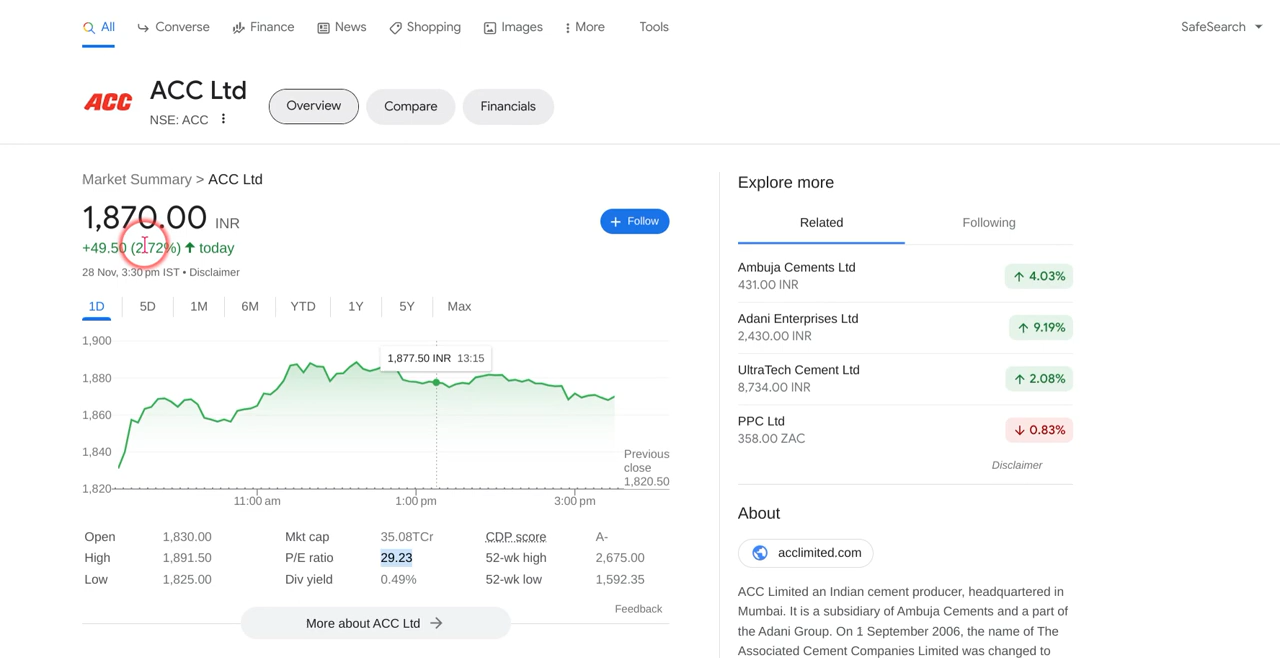 All Converse Finance News Shopping Images More Tools SafeSearch
ACC
ACC Ltd
NSE: ACC
Overview Compare Financials
Market Summary > ACC Ltd
1,870.00 INR
+49.50 (2.72%) ↑ today
28 Nov, 3:30 pm IST • Disclaimer
+ Follow
1D 5D 1M 6M YTD 1Y 5Y Max
1,900
1,880
1,860
1,840
1,820
1,877.50 INR 13:15
Previous
close
1,820.50
11:00 am 1:00 pm 3:00 pm
Open 1,830.00 Mkt cap 35.08TCr CDP score A-
High 1,891.50 P/E ratio 29.23 52-wk high 2,675.00
Low 1,825.00 Div yield 0.49% 52-wk low 1,592.35
Feedback
More about ACC Ltd →
Explore more
Related Following
Ambuja Cements Ltd
431.00 INR
↑ 4.03%
Adani Enterprises Ltd
2,430.00 INR
↑ 9.19%
UltraTech Cement Ltd
8,734.00 INR
↑ 2.08%
PPC Ltd
358.00 ZAC
↓ 0.83%
Disclaimer
About
acclimited.com
ACC Limited an Indian cement producer, headquartered in
Mumbai. It is a subsidiary of Ambuja Cements and a part of
the Adani Group. On 1 September 2006, the name of The
Associated Cement Companies Limited was changed to